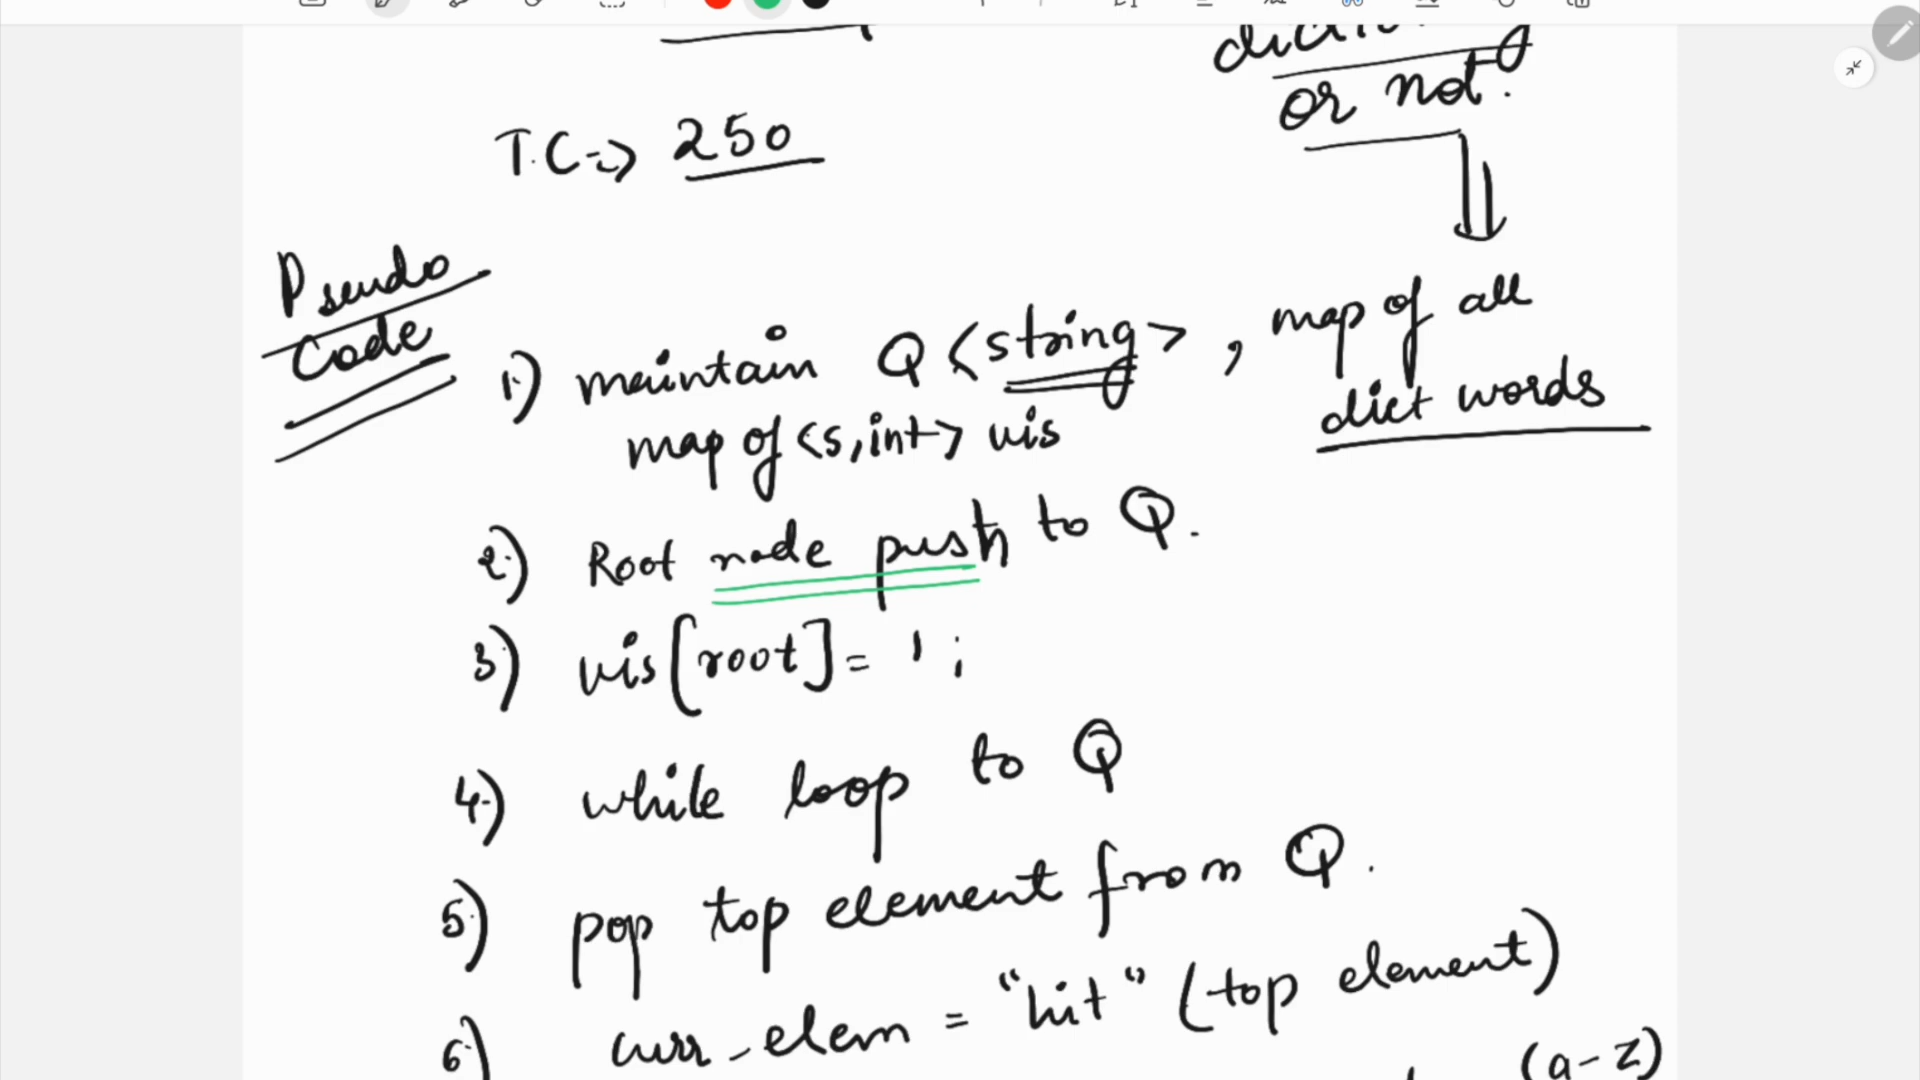 or not.
T.C => 250
Pseudo
Code
1) maintain Q <string> , map of all
dict words
map of <s, int> vis
2) Root node push to Q.
3) vis[root] = 1 ;
4) while loop to Q
5) pop top element from Q.
6) curr_elem = "hit" (top element)
(a-z)